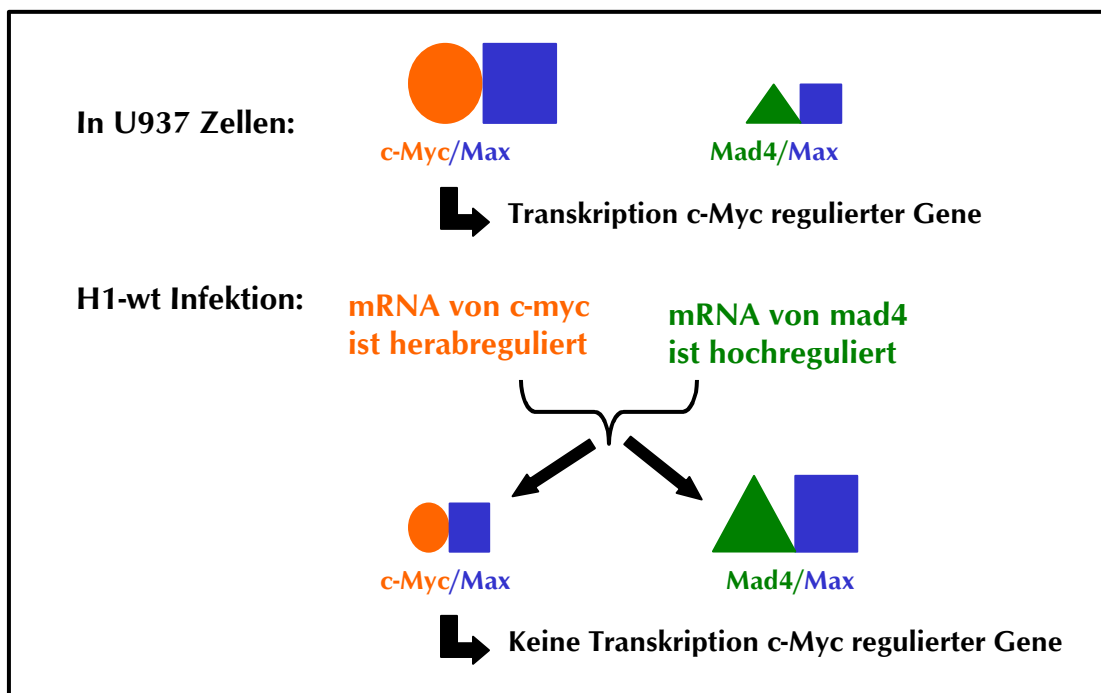 In U937 Zellen:
c-Myc/Max
Mad4/Max
Transkription c-Myc regulierter Gene
H1-wt Infektion:
mRNA von c-myc
ist herabreguliert
mRNA von mad4
ist hochreguliert
c-Myc/Max
Mad4/Max
Keine Transkription c-Myc regulierter Gene